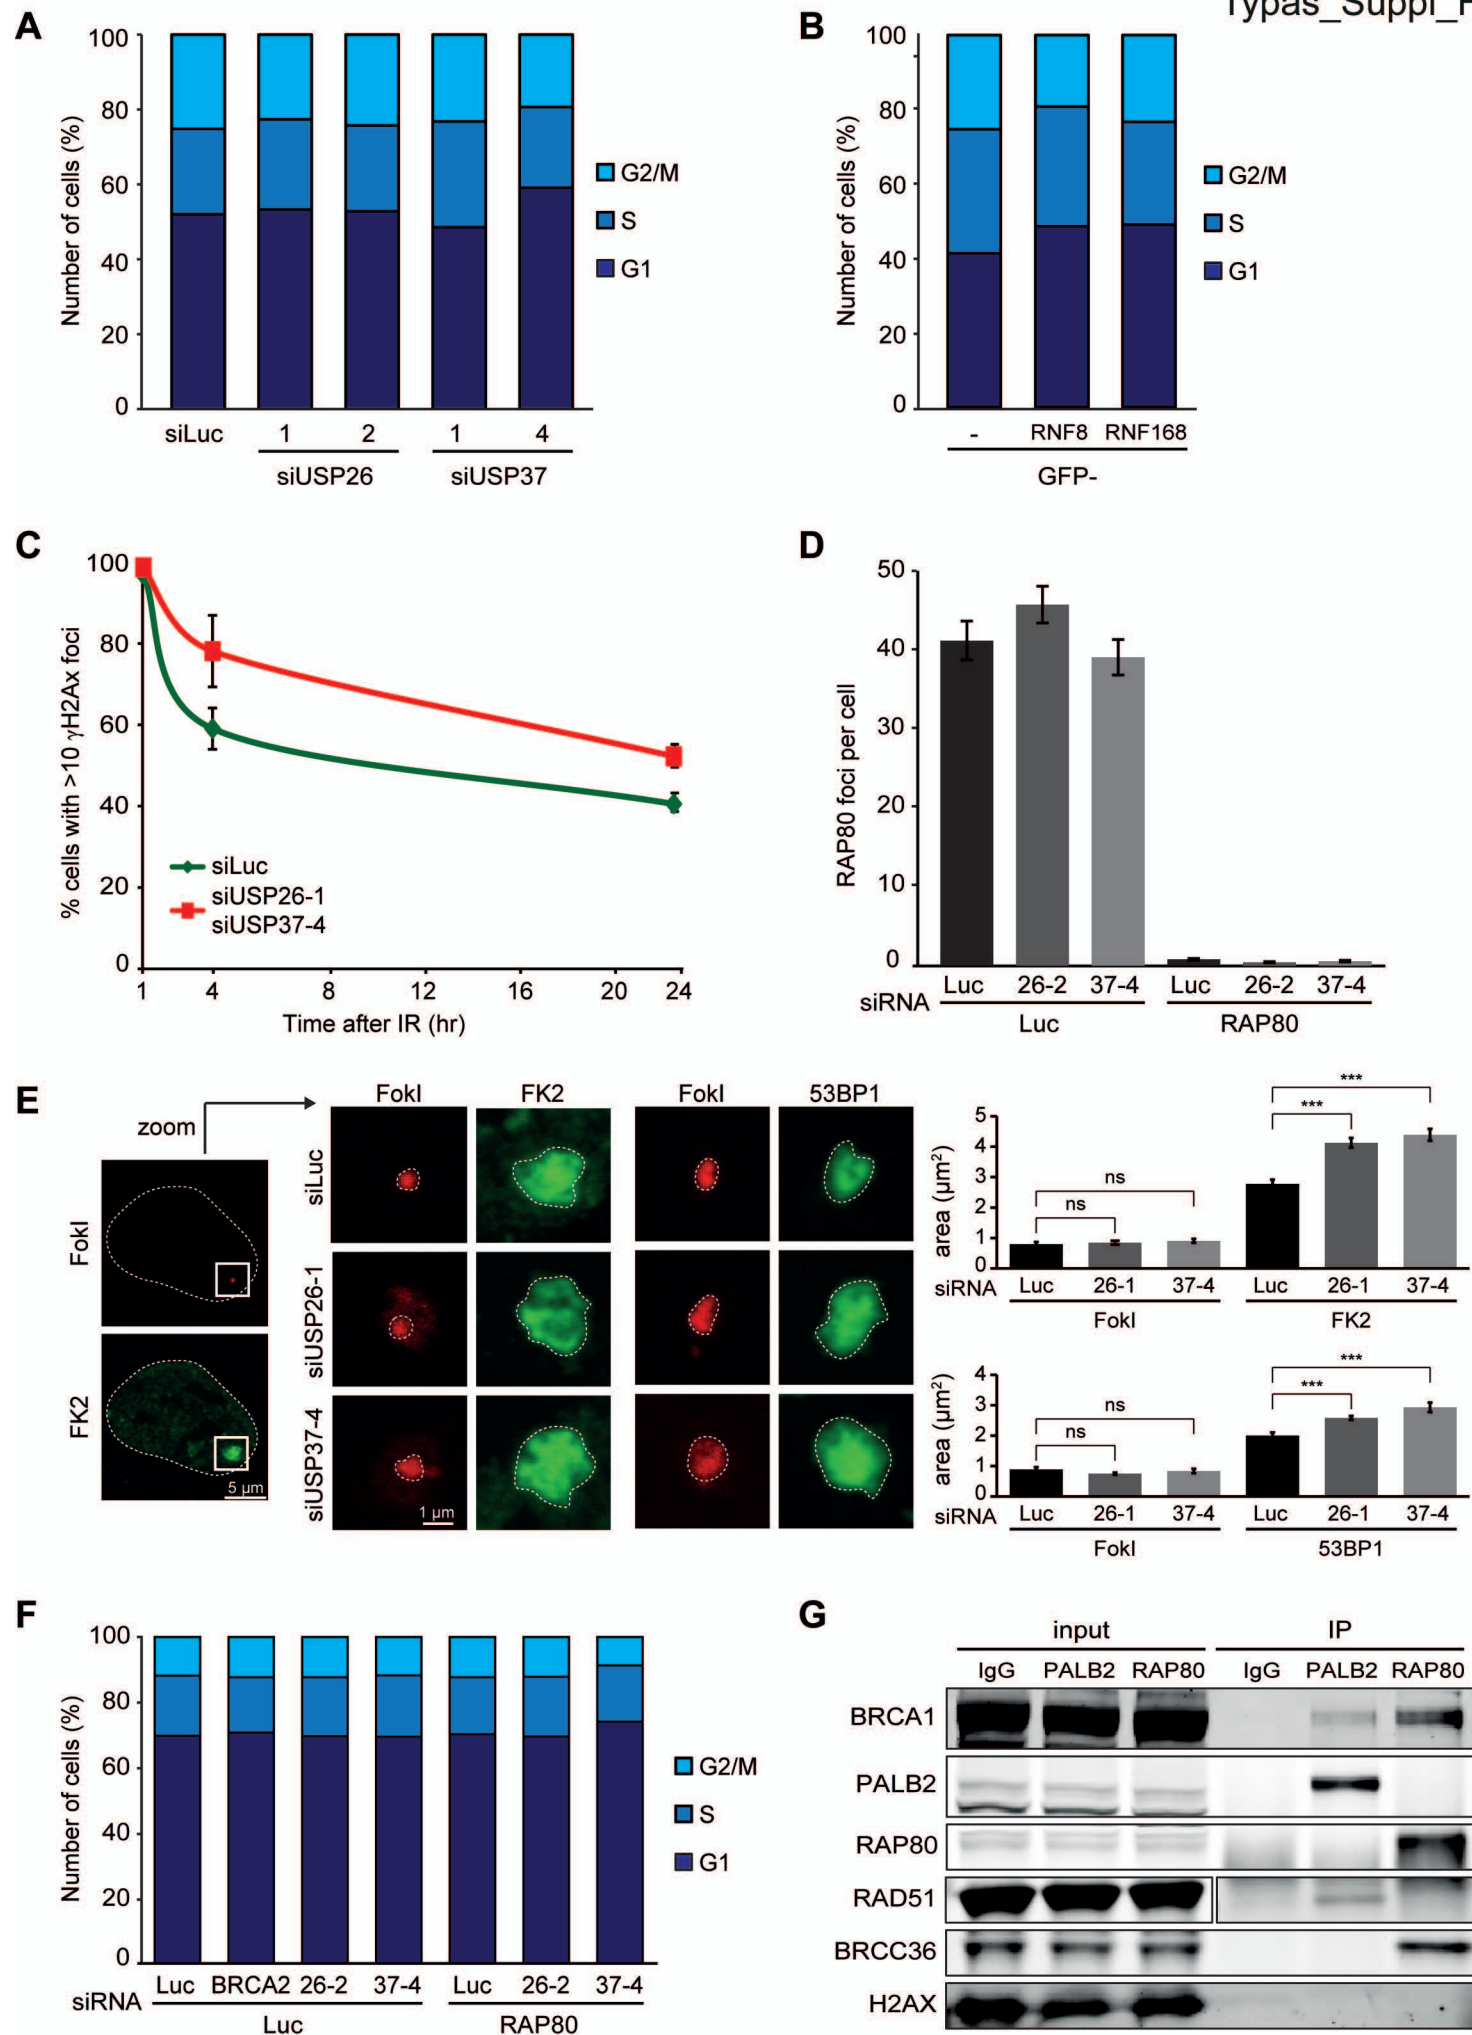 Typas_Suppl_F
A
100
80
60
40
20
0
Number of cells (%)
G2/M
S
G1
siLuc
1
2
1
4
siUSP26
siUSP37
B
100
80
60
40
20
0
Number of cells (%)
G2/M
S
G1
-
RNF8
RNF168
GFP-
C
100
80
60
40
20
0
% cells with >10 γH2Ax foci
siLuc
siUSP26-1
siUSP37-4
1
4
8
12
16
20
24
Time after IR (hr)
D
50
40
30
20
10
0
RAP80 foci per cell
siRNA
Luc
26-2
37-4
Luc
26-2
37-4
Luc
RAP80
E
zoom
FokI
FK2
5 μm
FokI
FK2
FokI
53BP1
siLuc
siUSP26-1
siUSP37-4
1 μm
5
4
3
2
1
0
area (μm²)
ns
ns
***
***
siRNA
Luc
26-1
37-4
Luc
26-1
37-4
FokI
FK2
4
3
2
1
0
area (μm²)
ns
ns
***
***
siRNA
Luc
26-1
37-4
Luc
26-1
37-4
FokI
53BP1
F
100
80
60
40
20
0
Number of cells (%)
G2/M
S
G1
siRNA
Luc
BRCA2
26-2
37-4
Luc
26-2
37-4
Luc
RAP80
G
input
IP
IgG
PALB2
RAP80
IgG
PALB2
RAP80
BRCA1
PALB2
RAP80
RAD51
BRCC36
H2AX